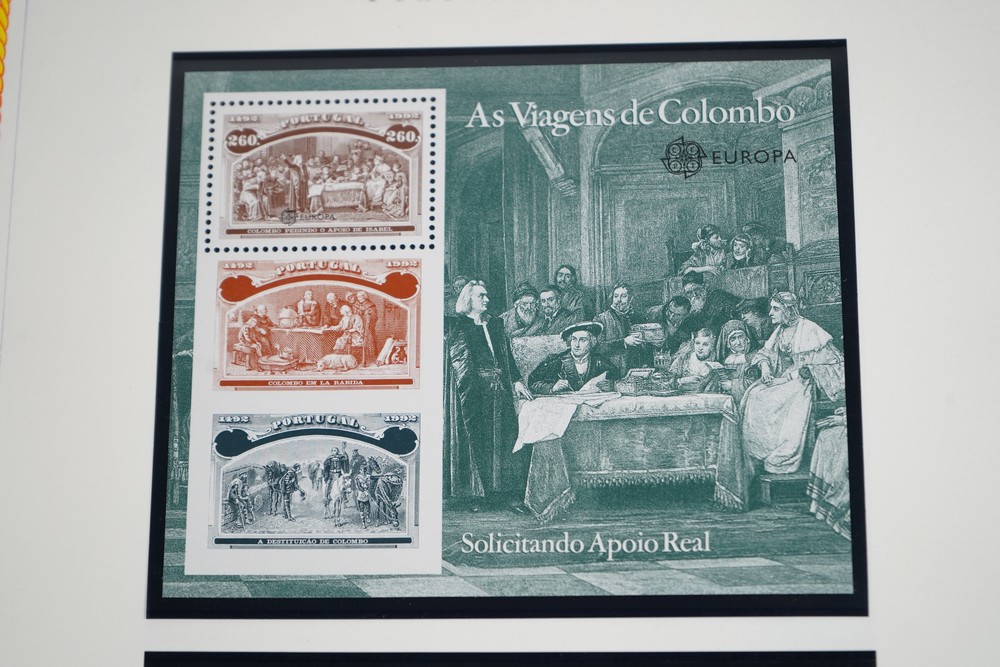 As Viagens de Colombo
EUROPA
1492 PORTUGAL 1992
260. 260.
EUROPA
COLOMBO PEDINDO O APOIO DE ISABEL
1492 PORTUGAL 1992
COLOMBO EM LA RABIDA
1492 PORTUGAL 1992
A DESTITUIÇÃO DE COLOMBO
Solicitando Apoio Real